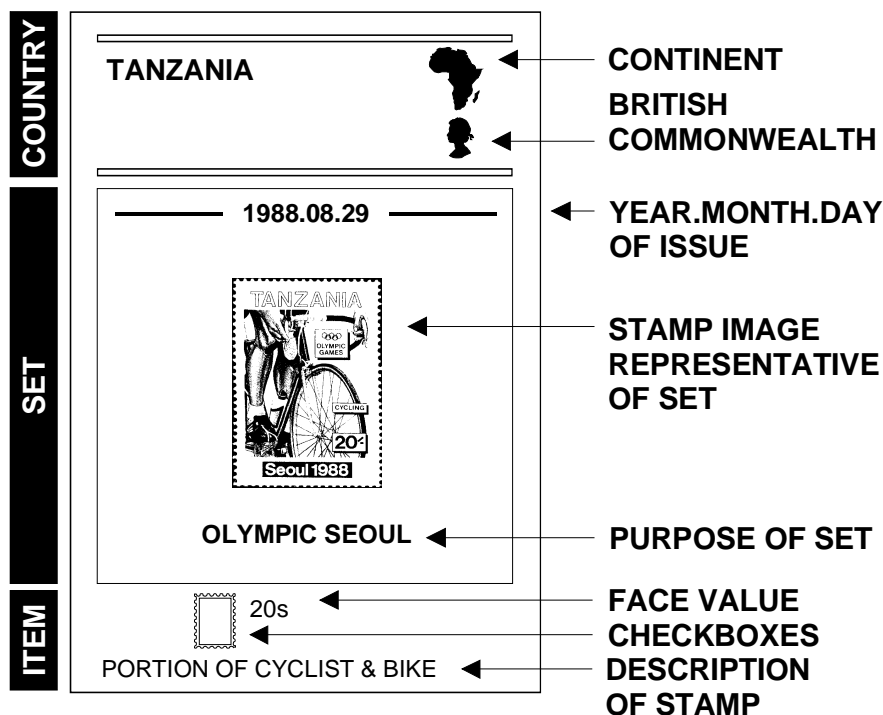 COUNTRY
TANZANIA
CONTINENT
BRITISH
COMMONWEALTH
SET
1988.08.29
YEAR.MONTH.DAY
OF ISSUE
TANZANIA
OLYMPIC
GAMES
CYCLING
20/-
Seoul 1988
STAMP IMAGE
REPRESENTATIVE
OF SET
OLYMPIC SEOUL
PURPOSE OF SET
ITEM
20s
FACE VALUE
CHECKBOXES
PORTION OF CYCLIST & BIKE
DESCRIPTION
OF STAMP